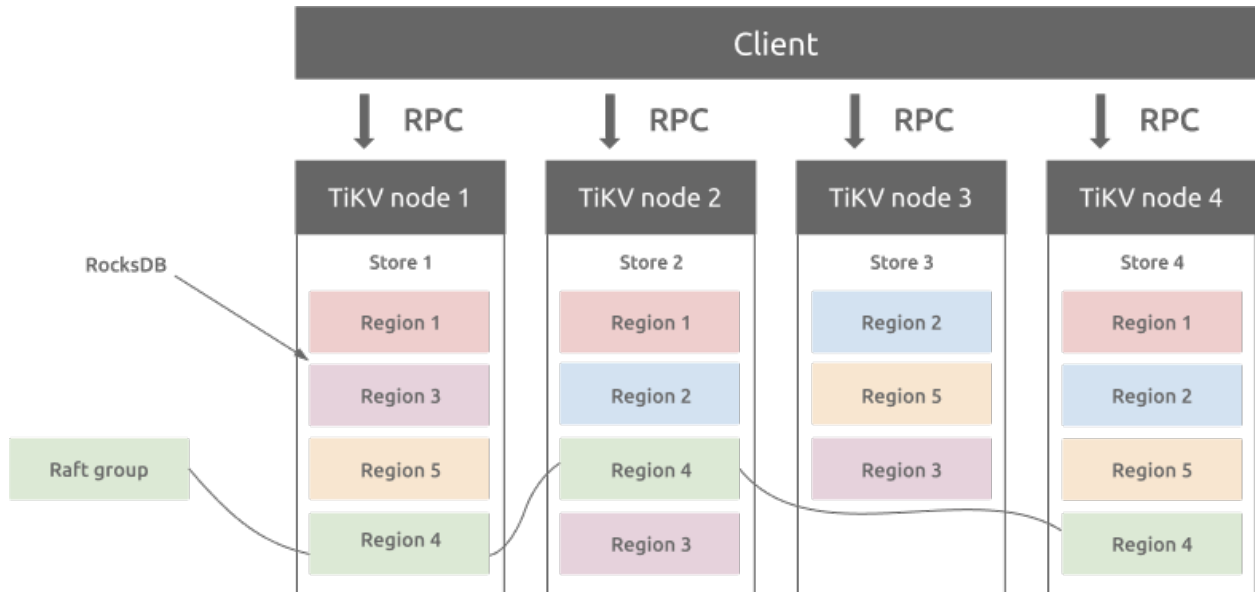 Client
RPC
RPC
RPC
RPC
TiKV node 1
TiKV node 2
TiKV node 3
TiKV node 4
RocksDB
Store 1
Store 2
Store 3
Store 4
Region 1
Region 1
Region 2
Region 1
Region 3
Region 2
Region 5
Region 2
Raft group
Region 5
Region 4
Region 3
Region 5
Region 4
Region 3
Region 4